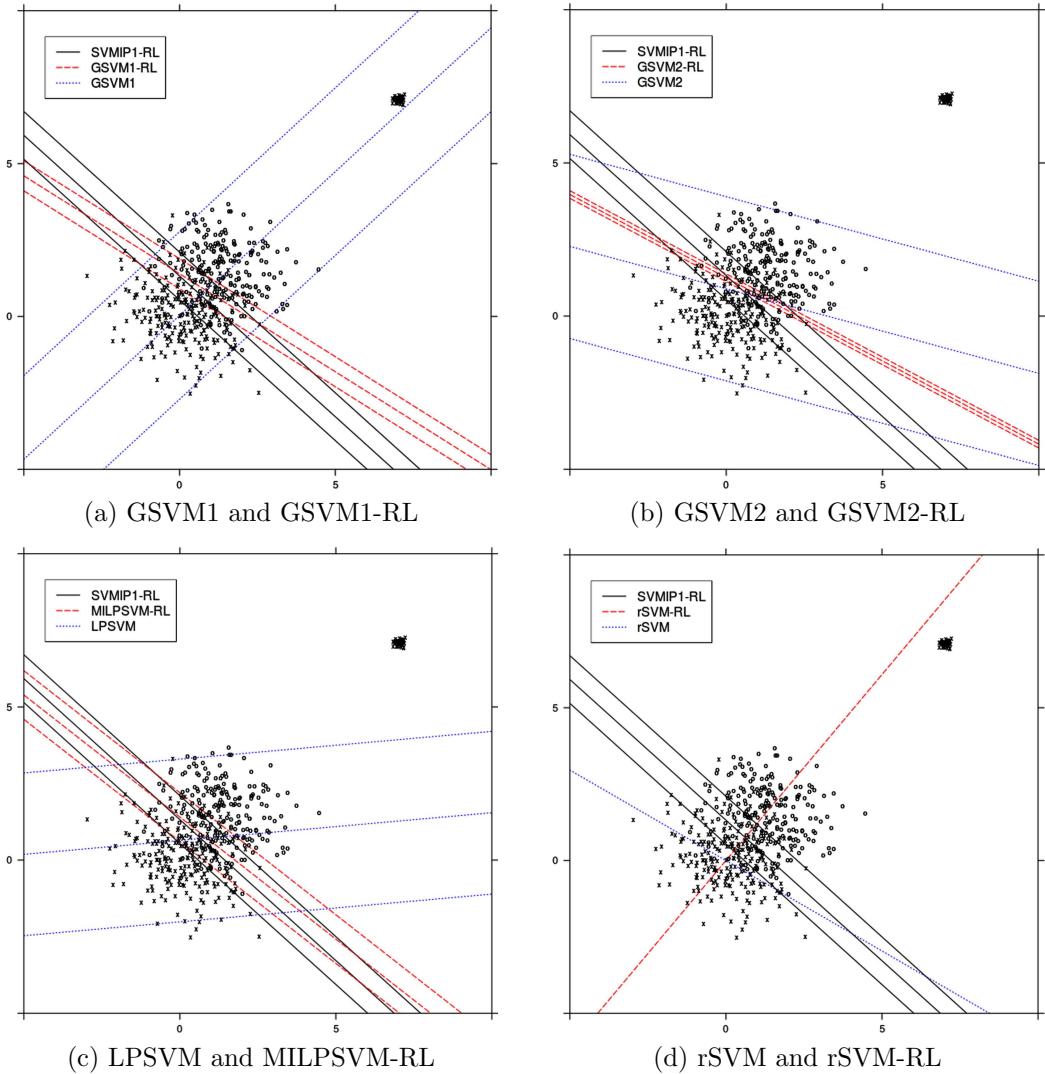 SVMIP1-RL
GSVM1-RL
GSVM1
5
0
0
5
(a) GSVM1 and GSVM1-RL
SVMIP1-RL
GSVM2-RL
GSVM2
5
0
0
5
(b) GSVM2 and GSVM2-RL
SVMIP1-RL
MILPSVM-RL
LPSVM
5
0
0
5
(c) LPSVM and MILPSVM-RL
SVMIP1-RL
rSVM-RL
rSVM
5
0
0
5
(d) rSVM and rSVM-RL